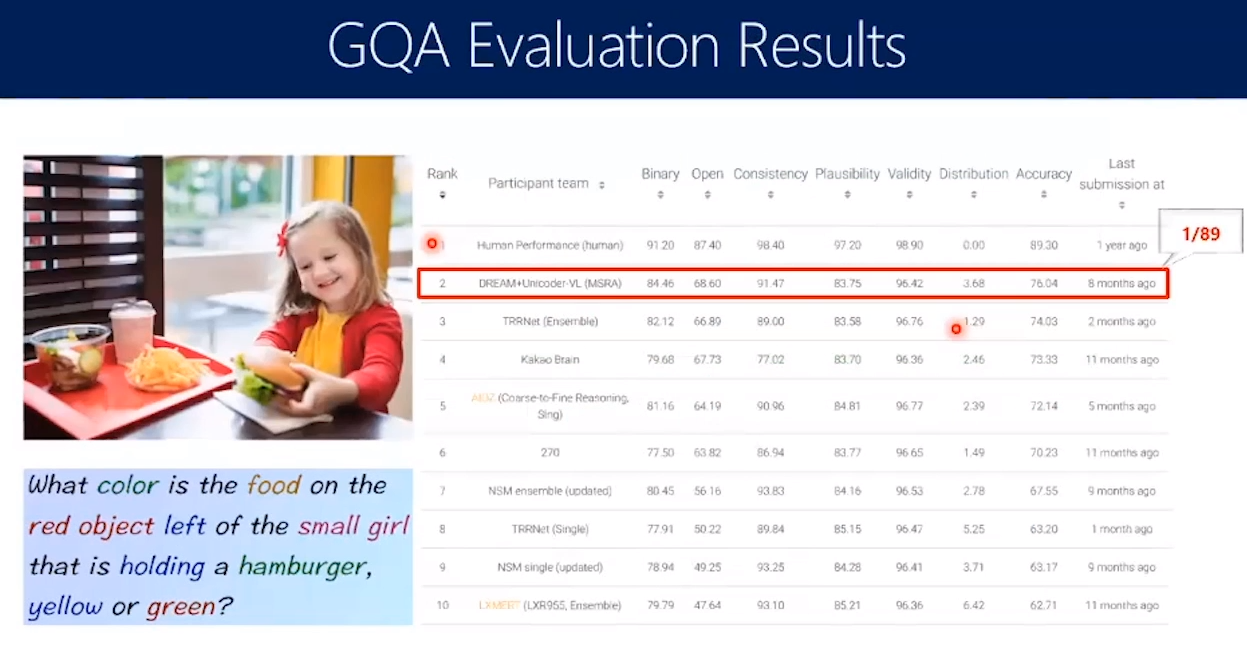 GQA Evaluation Results
Rank Participant team Binary Open Consistency Plausibility Validity Distribution Accuracy Last submission at
1 Human Performance (human) 91.20 87.40 98.40 97.20 98.90 0.00 89.30 1 year ago
1/89
2 DREAM+Unicoder-VL (MSRA) 84.46 68.60 91.47 83.75 96.42 3.68 76.04 8 months ago
3 TRRNet (Ensemble) 82.12 66.89 89.00 83.58 96.76 1.29 74.03 2 months ago
4 Kakao Brain 79.68 67.73 77.02 83.70 96.36 2.46 73.33 11 months ago
5 (Coarse-to-Fine Reasoning, Sing) 81.16 64.19 90.96 84.81 96.77 2.39 72.14 5 months ago
6 270 77.50 63.82 86.94 83.77 96.65 1.49 70.23 11 months ago
7 NSM ensemble (updated) 80.45 56.16 93.83 84.16 96.53 2.78 67.55 9 months ago
8 TRRNet (Single) 77.91 50.22 89.84 85.15 96.47 5.25 63.20 1 month ago
9 NSM single (updated) 78.94 49.25 93.25 84.28 96.41 3.71 63.17 9 months ago
10 LXMERT (LXR955, Ensemble) 79.79 47.64 93.10 85.21 96.36 6.42 62.71 11 months ago
What color is the food on the
red object left of the small girl
that is holding a hamburger,
yellow or green?